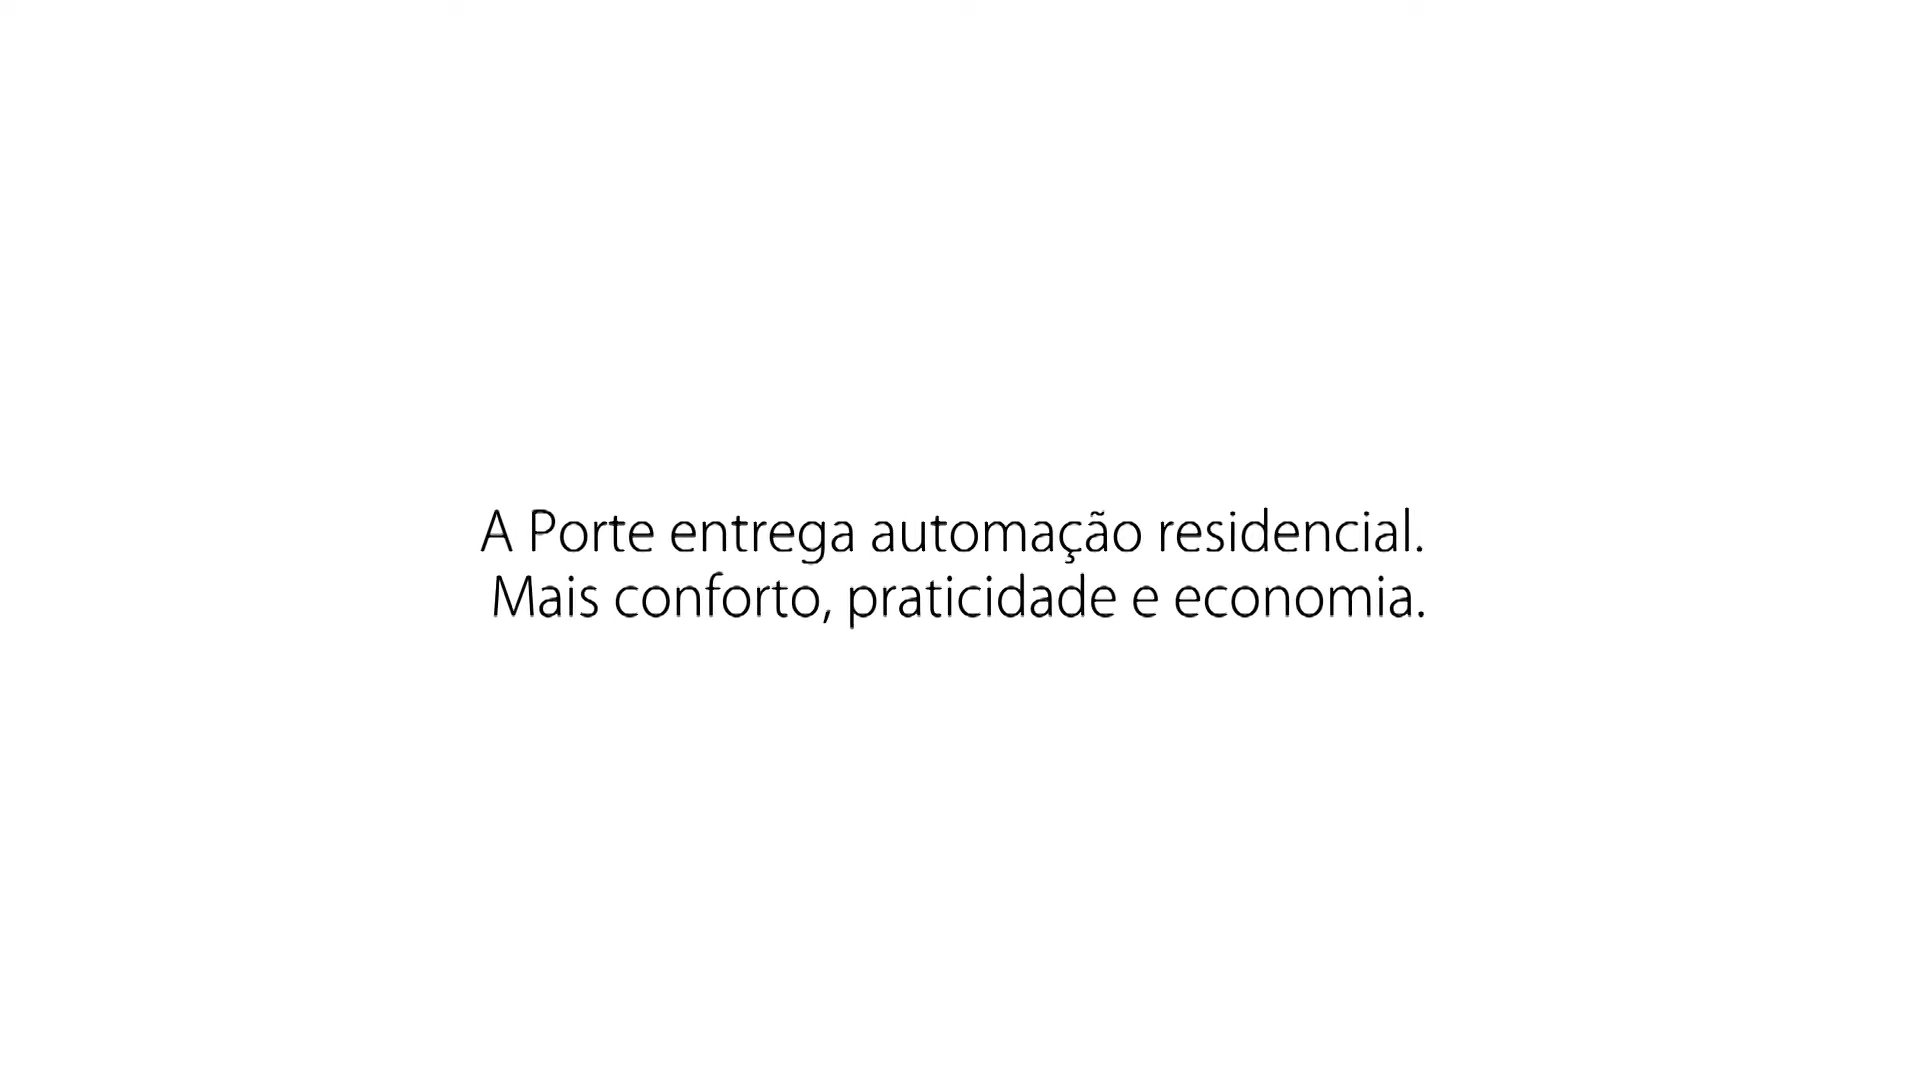 A Porte entrega automação residencial.
Mais conforto, praticidade e economia.